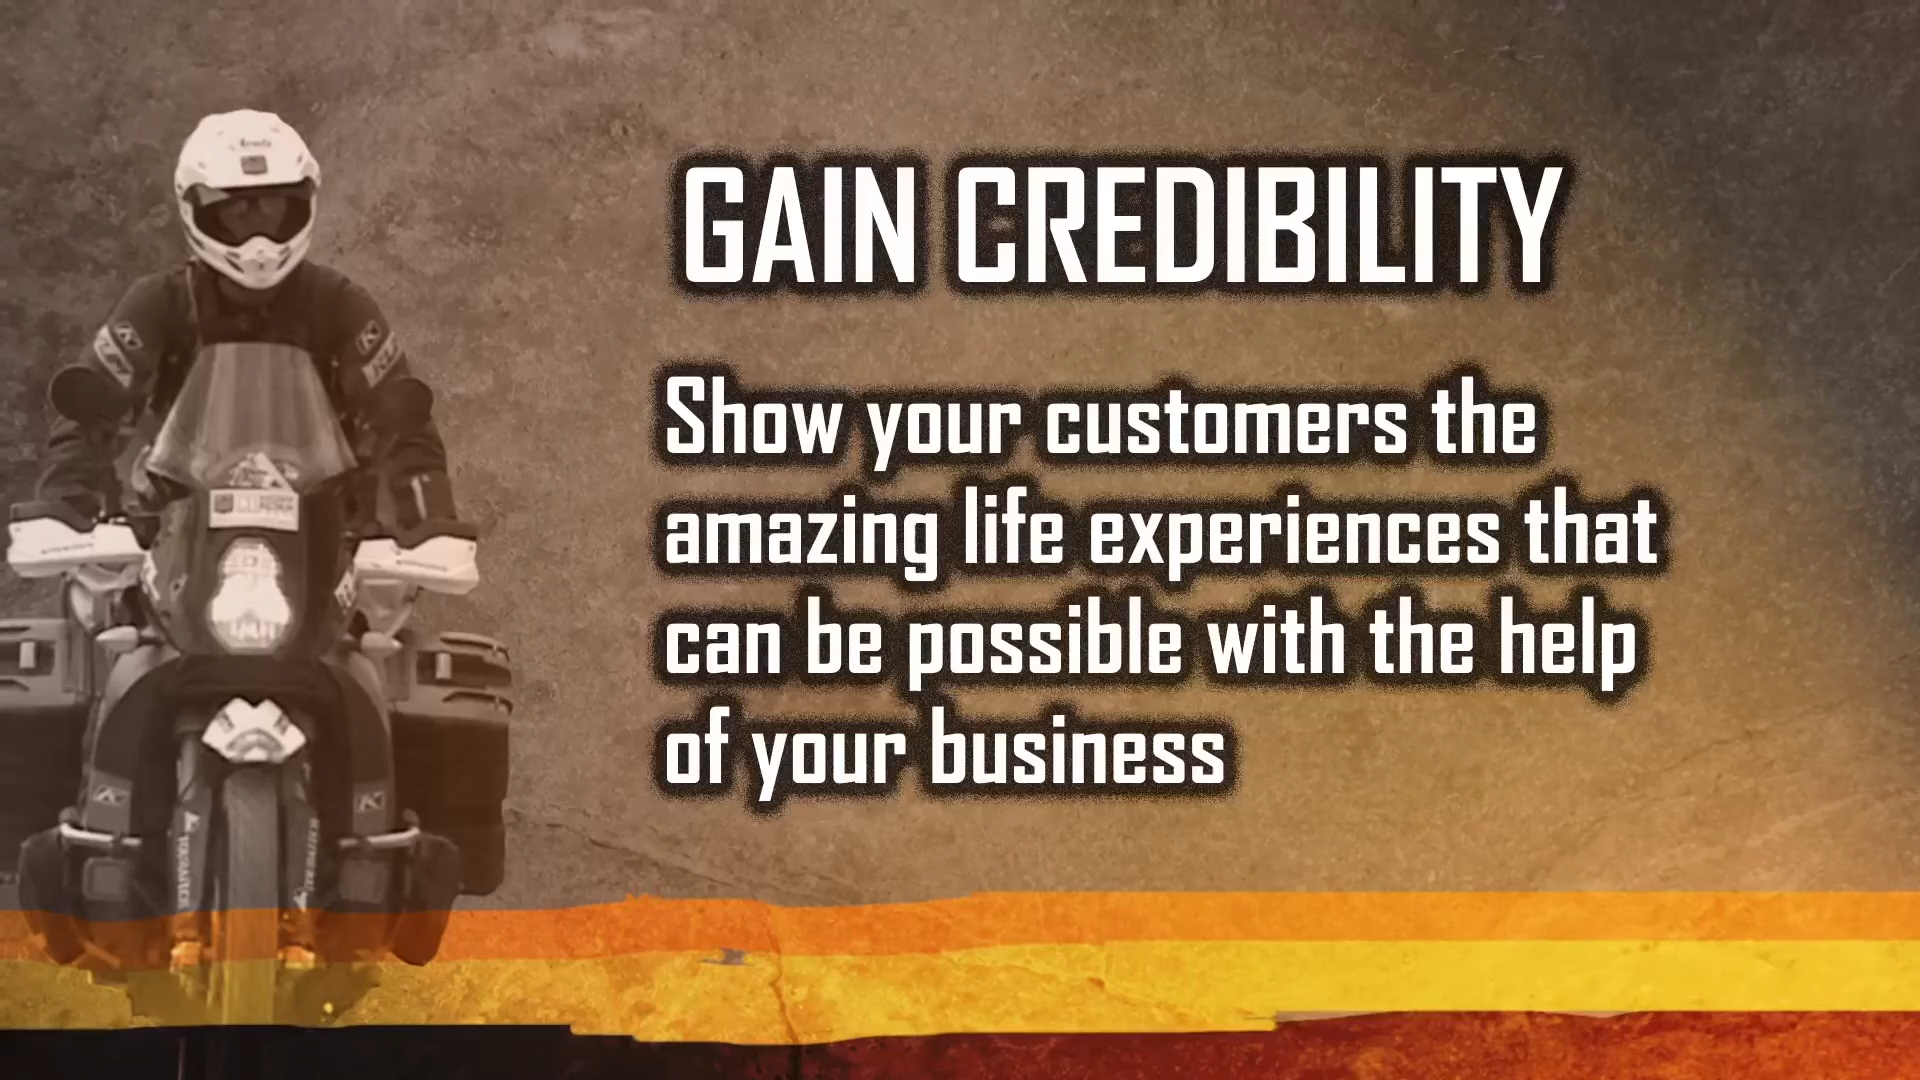 GAIN CREDIBILITY
Show your customers the
amazing life experiences that
can be possible with the help
of your business